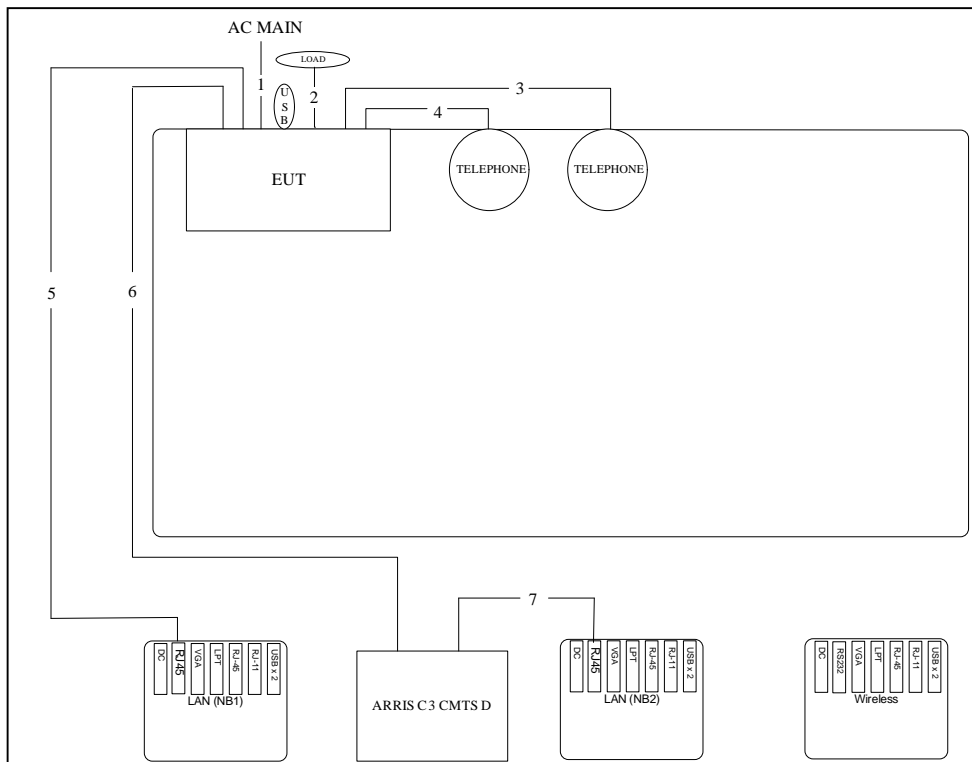 AC MAIN
LOAD
1
USB
2
3
4
EUT
TELEPHONE
TELEPHONE
5
6
7
DC
RJ45
VGA
LPT
RJ-45
RJ-11
USB x 2
LAN (NB1)
ARRIS C3 CMTS D
DC
RJ45
VGA
LPT
RJ-45
RJ-11
USB x 2
LAN (NB2)
DC
RS232
VGA
LPT
RJ-45
RJ-11
USB x 2
Wireless